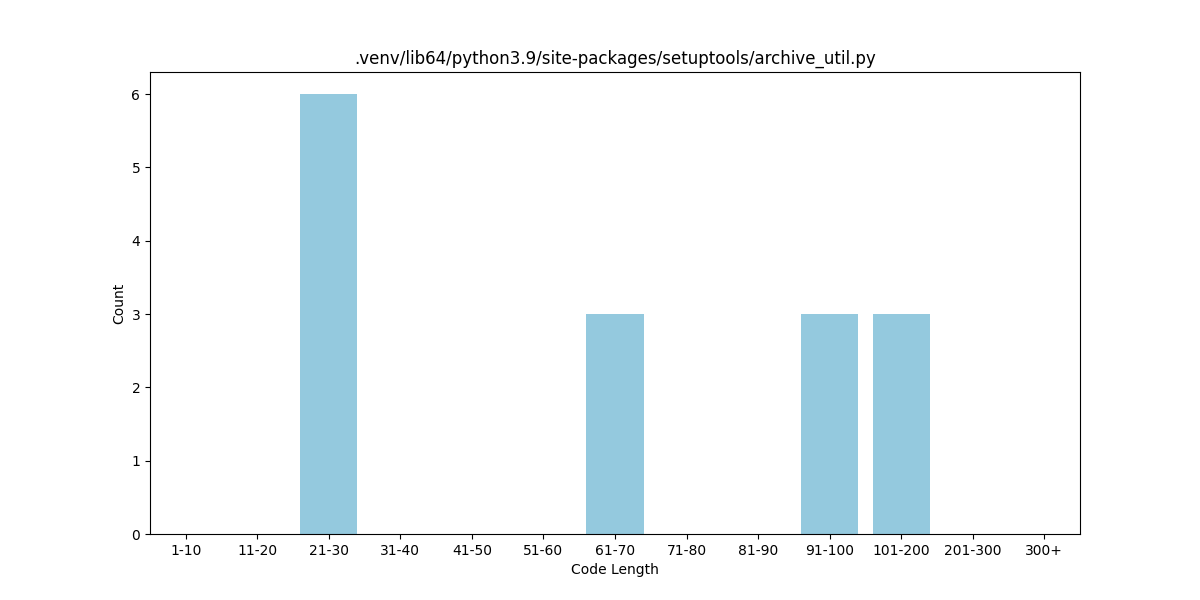 .venv/lib64/python3.9/site-packages/setuptools/archive_util.py
6
5
4
3
2
1
0
Count
1-10 11-20 21-30 31-40 41-50 51-60 61-70 71-80 81-90 91-100 101-200 201-300 300+
Code Length